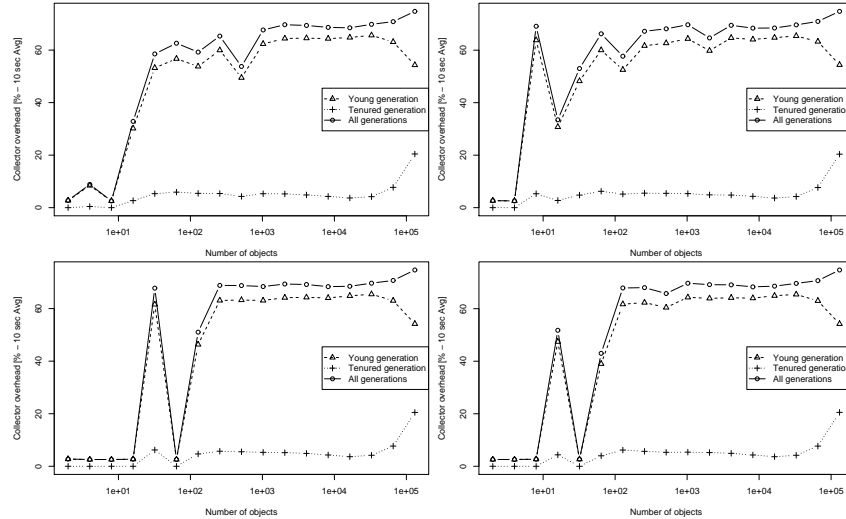 Collector overhead [% − 10 sec Avg]
60
40
20
0
Young generation
Tenured generation
All generations
1e+01
1e+02
1e+03
1e+04
1e+05
Number of objects
Collector overhead [% − 10 sec Avg]
60
40
20
0
Young generation
Tenured generation
All generations
1e+01
1e+02
1e+03
1e+04
1e+05
Number of objects
Collector overhead [% − 10 sec Avg]
60
40
20
0
Young generation
Tenured generation
All generations
1e+01
1e+02
1e+03
1e+04
1e+05
Number of objects
Collector overhead [% − 10 sec Avg]
60
40
20
0
Young generation
Tenured generation
All generations
1e+01
1e+02
1e+03
1e+04
1e+05
Number of objects